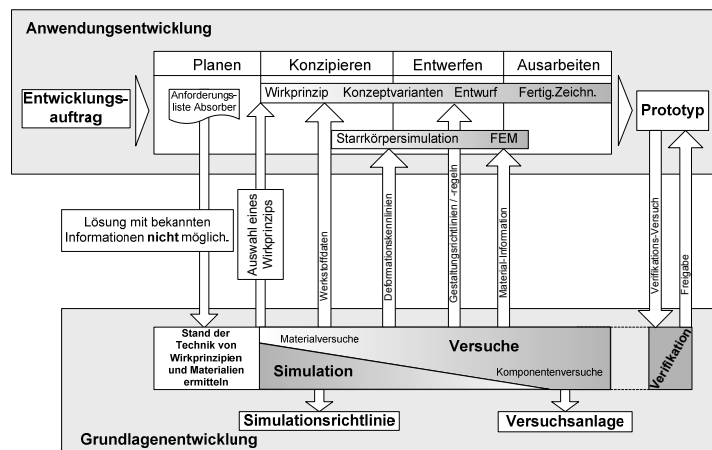 Anwendungsentwicklung
Planen
Konzipieren
Entwerfen
Ausarbeiten
Entwicklungs-
auftrag
Anforderungs-
liste Absorber
Wirkprinzip Konzeptvarianten Entwurf Fertig.Zeichn.
Starrkörpersimulation FEM
Prototyp
Lösung mit bekannten
Informationen nicht möglich.
Auswahl eines
Wirkprinzips
Werkstoffdaten
Deformationskennlinien
Gestaltungsrichtlinien / -regeln
Material-Information
Verifikations-Versuch
Freigabe
Stand der
Technik von
Wirkprinzipien
und Materialien
ermitteln
Materialversuche
Versuche
Simulation
Komponentenversuche
Verifikation
Simulationsrichtlinie
Versuchsanlage
Grundlagenentwicklung